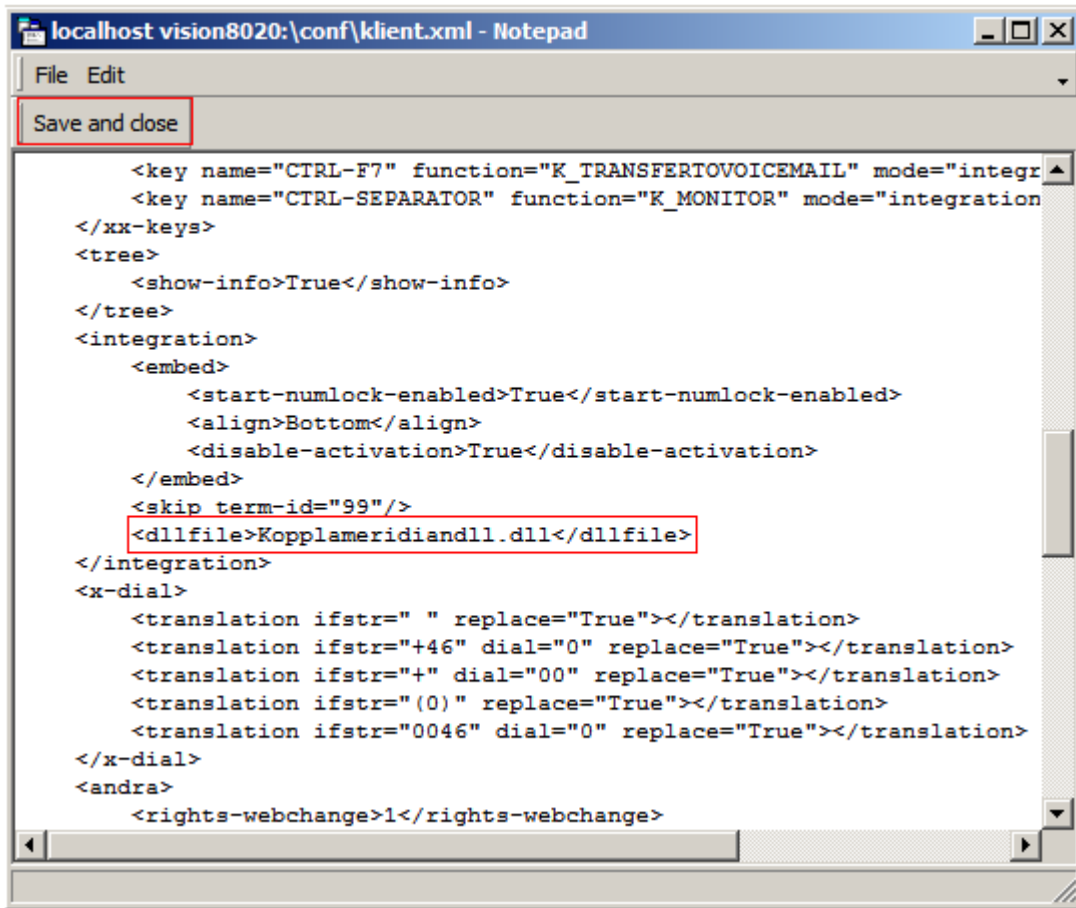 localhost vision8020:\conf\klient.xml - Notepad
File Edit
Save and close
<key name="CTRL-F7" function="K_TRANSFERTOVOICEMAIL" mode="integr
<key name="CTRL-SEPARATOR" function="K_MONITOR" mode="integration
</xx-keys>
<tree>
<show-info>True</show-info>
</tree>
<integration>
<embed>
<start-numlock-enabled>True</start-numlock-enabled>
<align>Bottom</align>
<disable-activation>True</disable-activation>
</embed>
<skip term-id="99"/>
<dllfile>Kopplameridiandll.dll</dllfile>
</integration>
<x-dial>
<translation ifstr=" " replace="True"></translation>
<translation ifstr="+46" dial="0" replace="True"></translation>
<translation ifstr="+" dial="00" replace="True"></translation>
<translation ifstr="(0)" replace="True"></translation>
<translation ifstr="0046" dial="0" replace="True"></translation>
</x-dial>
<andra>
<rights-webchange>1</rights-webchange>